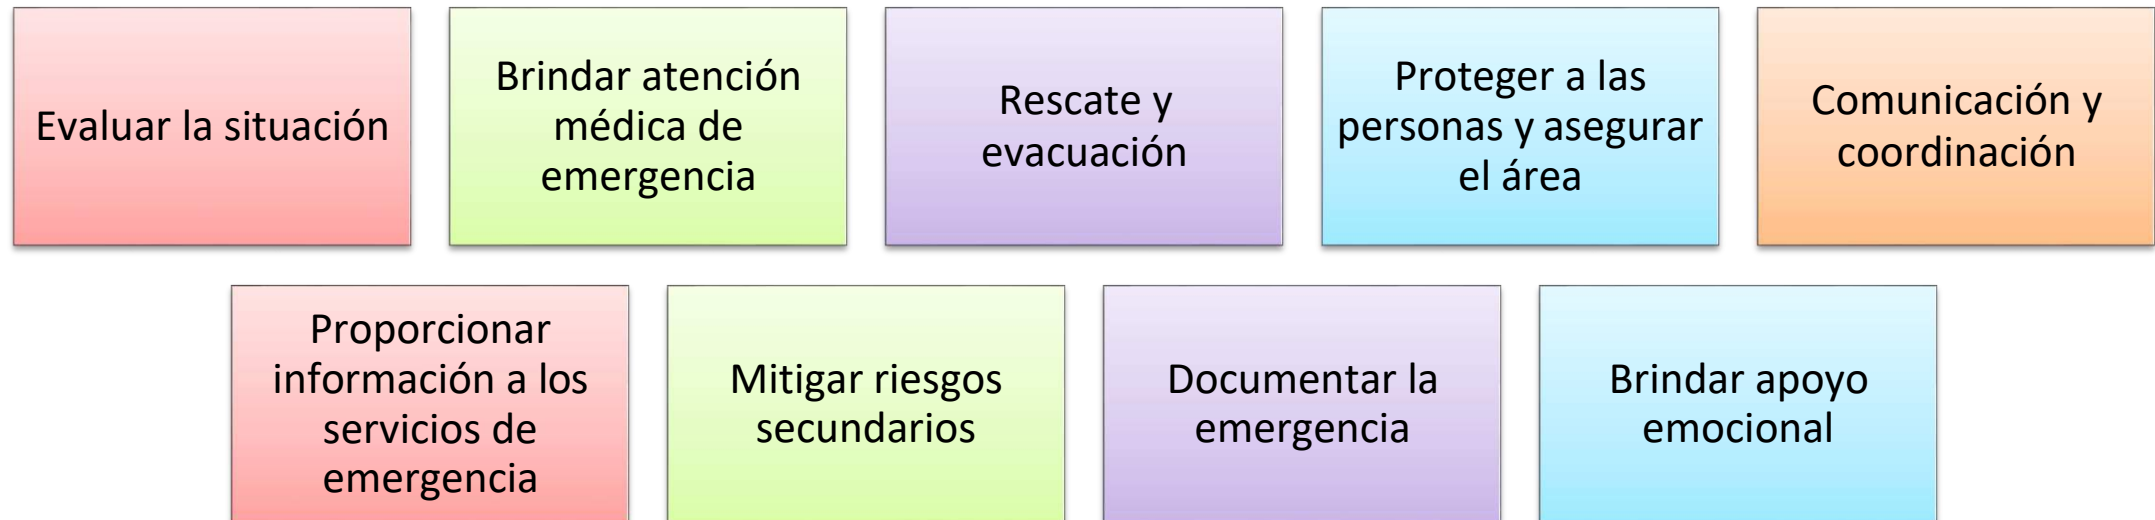 Evaluar la situación
Brindar atención
médica de
emergencia
Rescate y
evacuación
Proteger a las
personas y asegurar
el área
Comunicación y
coordinación
Proporcionar
información a los
servicios de
emergencia
Mitigar riesgos
secundarios
Documentar la
emergencia
Brindar apoyo
emocional